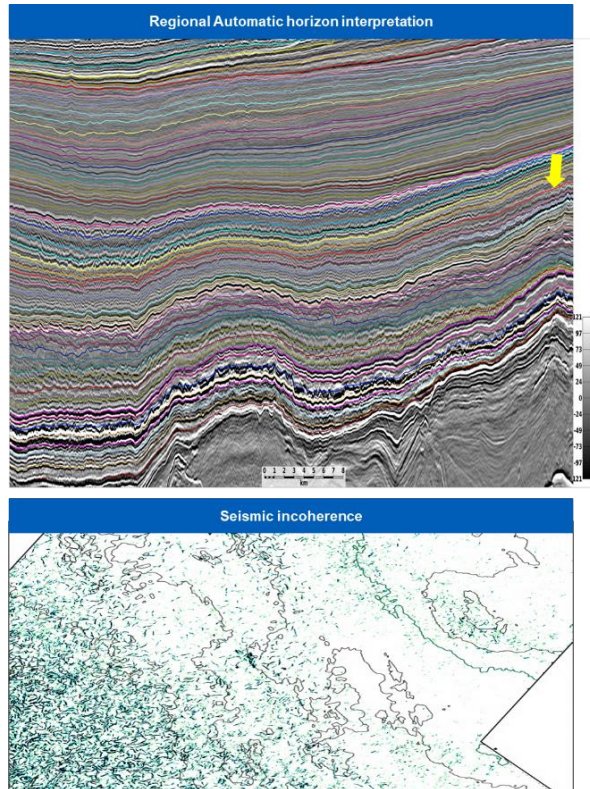 Regional Automatic horizon interpretation
121
97
73
49
24
0
-24
-49
-73
-97
-121
0 1 2 3 4 5 6 7 8
km
Seismic incoherence